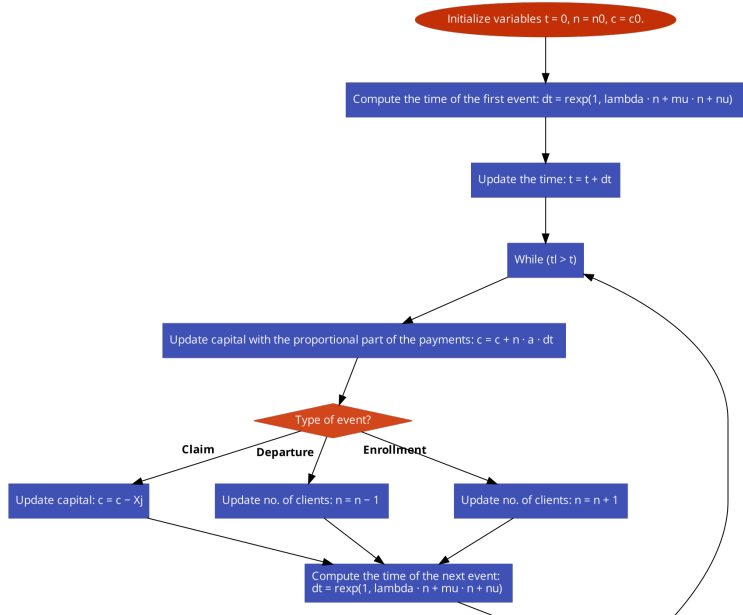 Initialize variables t = 0, n = n0, c = c0.
Compute the time of the first event: dt = rexp(1, lambda · n + mu · n + nu)
Update the time: t = t + dt
While (tl > t)
Update capital with the proportional part of the payments: c = c + n · a · dt
Type of event?
Claim
Departure
Enrollment
Update capital: c = c − Xj
Update no. of clients: n = n − 1
Update no. of clients: n = n + 1
Compute the time of the next event:
dt = rexp(1, lambda · n + mu · n + nu)